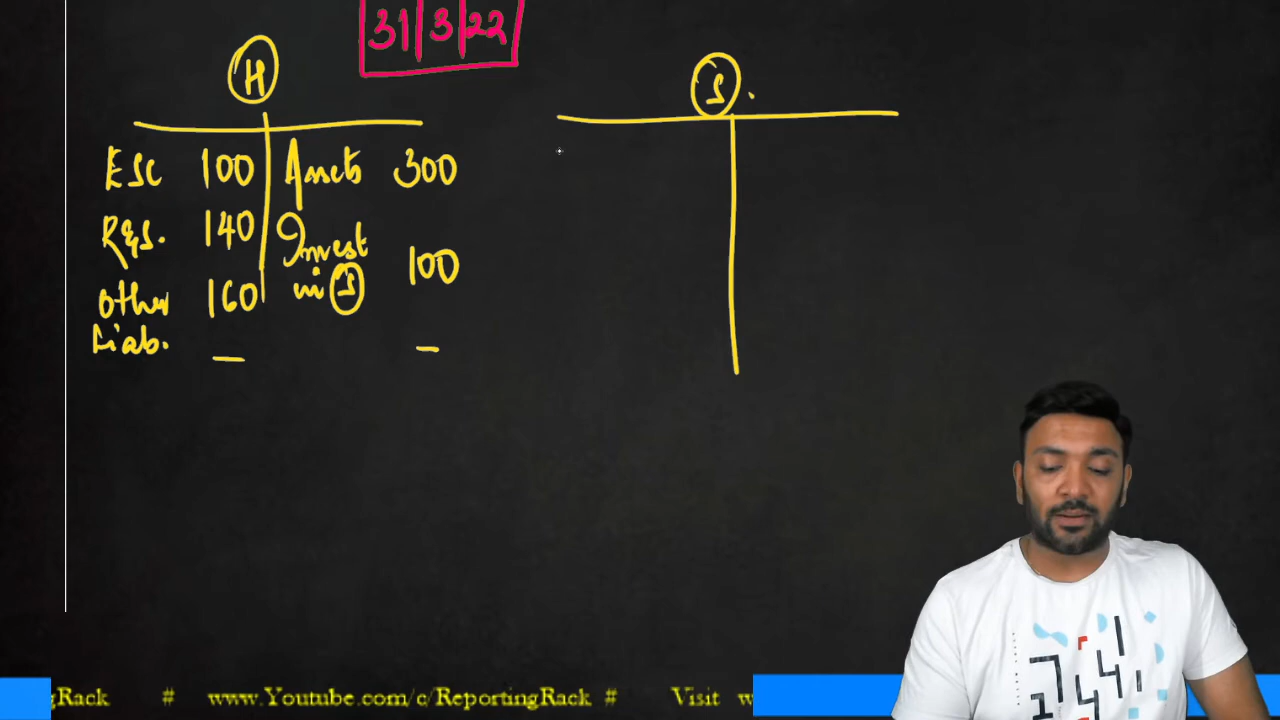 31|3|22
H
S.
ESC 100 Assets 300
R&S. 140 Invest in S 100
Other Liab. 160
gRack # www.Youtube.com/c/ReportingRack # Visit w